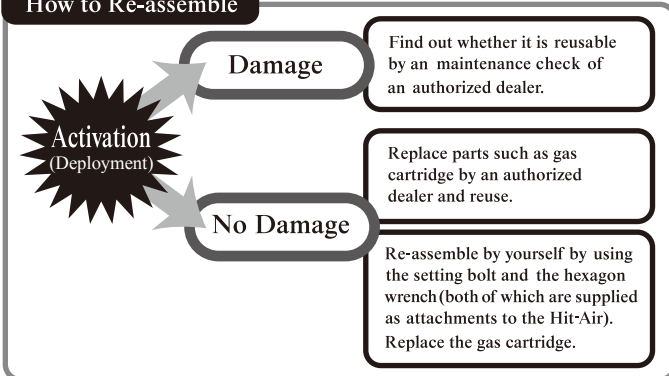 How to Re-assemble
Damage
Find out whether it is reusable
by an maintenance check of
an authorized dealer.
Activation
(Deployment)
Replace parts such as gas
cartridge by an authorized
dealer and reuse.
No Damage
Re-assemble by yourself by using
the setting bolt and the hexagon
wrench(both of which are supplied
as attachments to the Hit-Air).
Replace the gas cartridge.